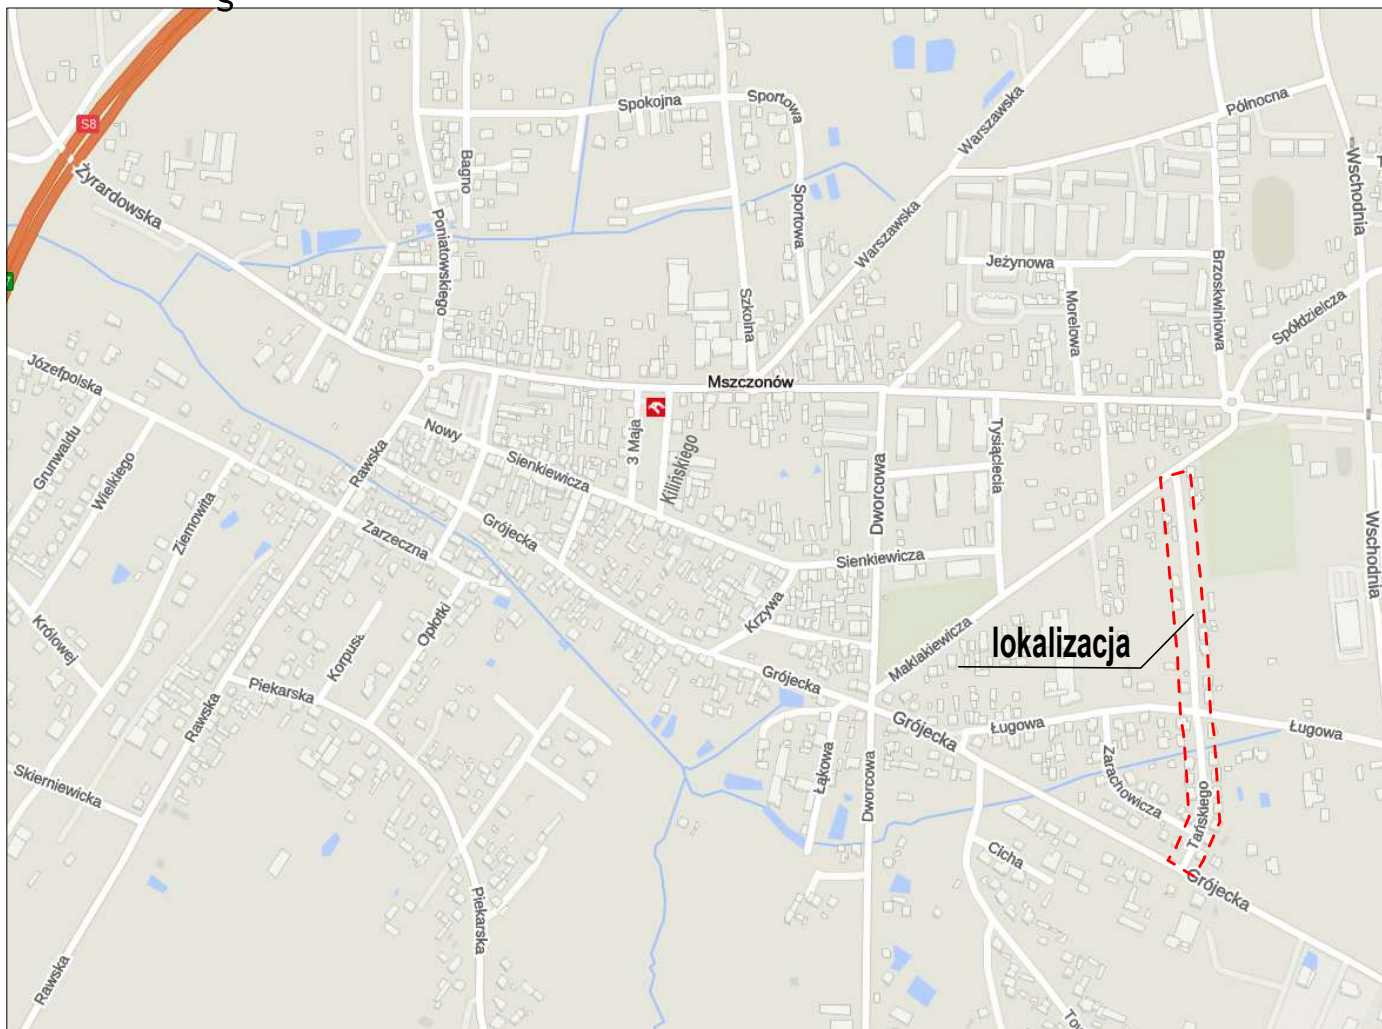 S8
7
Spokojna
Sportowa
Północna
Warszawska
Wschodnia
T
Bagno
Żyrardowska
Sportowa
Poniatowskiego
Warszawska
Jeżynowa
Brzoskwiniowa
Szkolna
Morelowa
Spółdzielcza
Józefpolska
Mszczonów
Grunwaldu
Nowy
3 Maja
Kilińskiego
Tysiąclecia
Wielkiego
Rawska
Sienkiewicza
Dworcowa
Ziemowita
Zarzeczna
Grójecka
Sienkiewicza
Wschodnia
Królowej
Korpusa
Opłotki
Krzywa
Maklakiewicza
lokalizacja
Piekarska
Grójecka
Rawska
Grójecka
Ługowa
Ługowa
Łąkowa
Dworcowa
Zarachowicza
Skierniewicka
Tańskiego
Cicha
Grójecka
Piekarska
Rawska